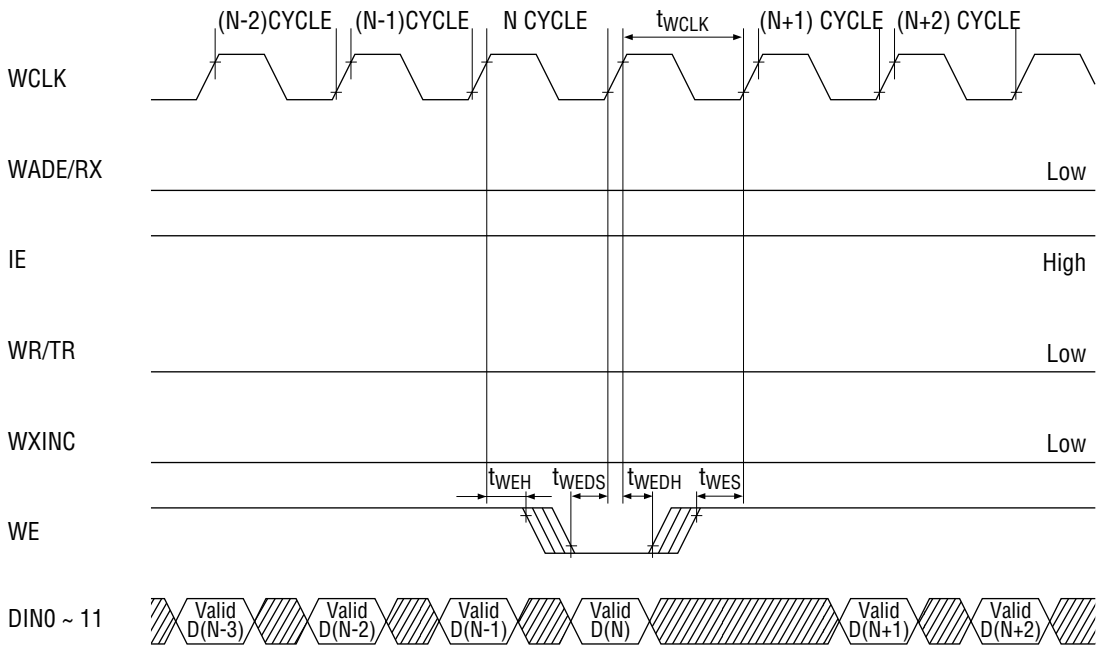 (N-2)CYCLE (N-1)CYCLE N CYCLE tWCLK (N+1) CYCLE (N+2) CYCLE
WCLK
WADE/RX Low
IE High
WR/TR Low
WXINC Low
tWEH tWEDS tWEDH tWES
WE
DIN0 ~ 11 Valid D(N-3) Valid D(N-2) Valid D(N-1) Valid D(N) Valid D(N+1) Valid D(N+2)